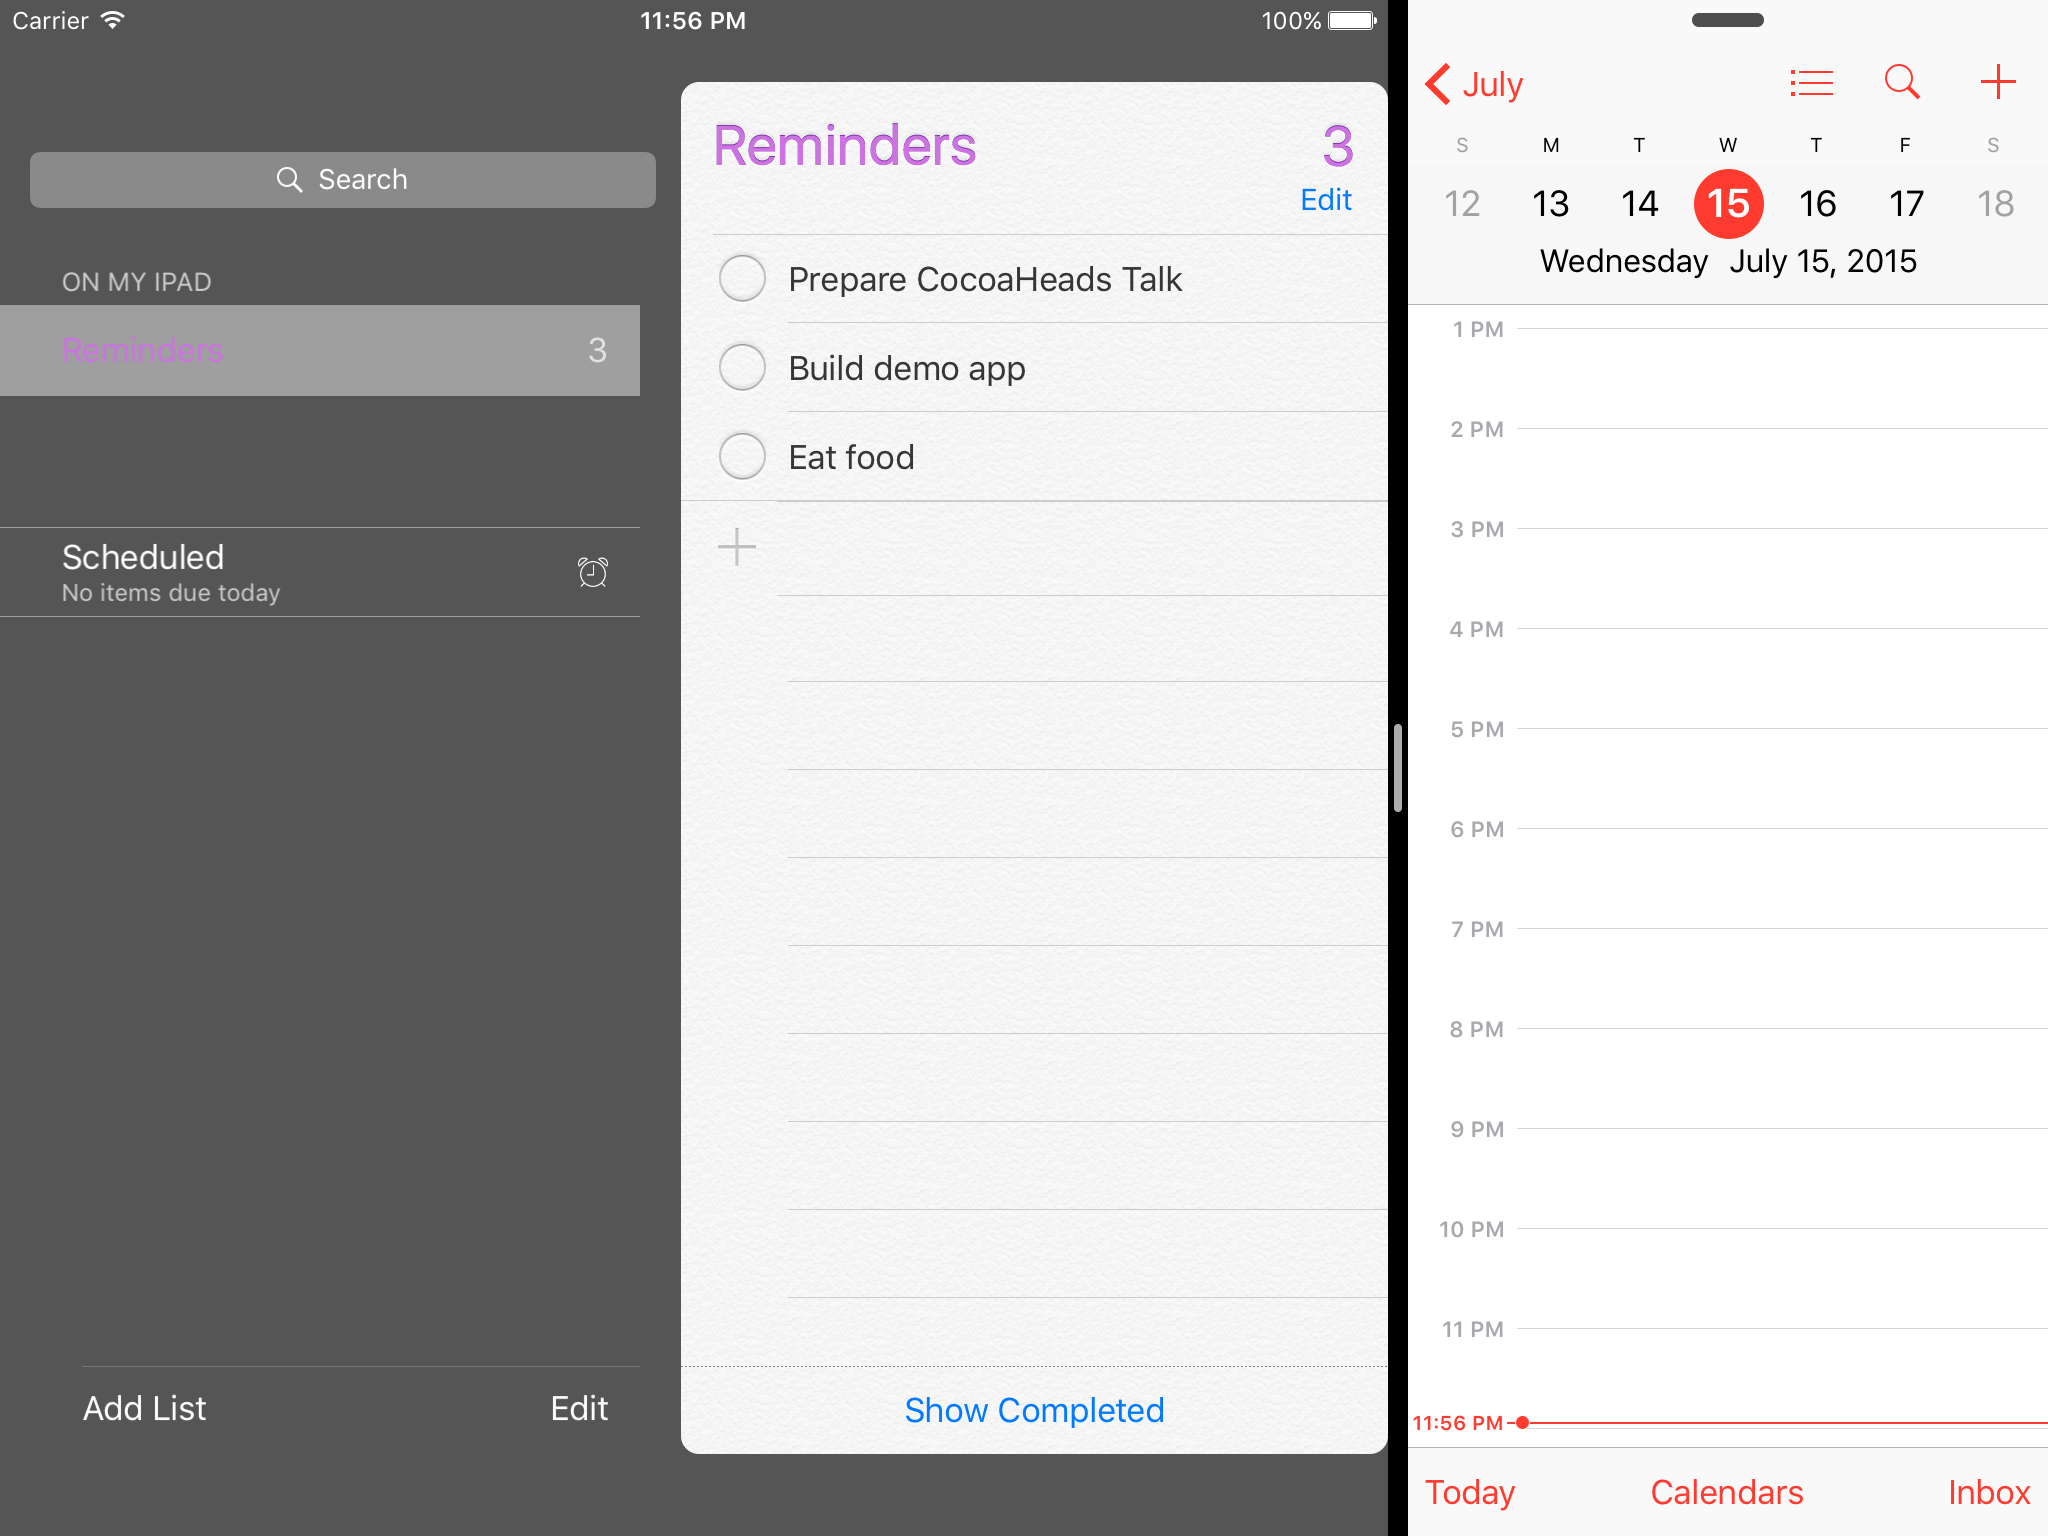 Carrier 11:56 PM 100%
Search
ON MY IPAD
Reminders 3
Scheduled
No items due today
Add List Edit
Reminders 3
Edit
Prepare CocoaHeads Talk
Build demo app
Eat food
Show Completed
July
S M T W T F S
12 13 14 15 16 17 18
Wednesday July 15, 2015
1 PM
2 PM
3 PM
4 PM
5 PM
6 PM
7 PM
8 PM
9 PM
10 PM
11 PM
11:56 PM
Today Calendars Inbox